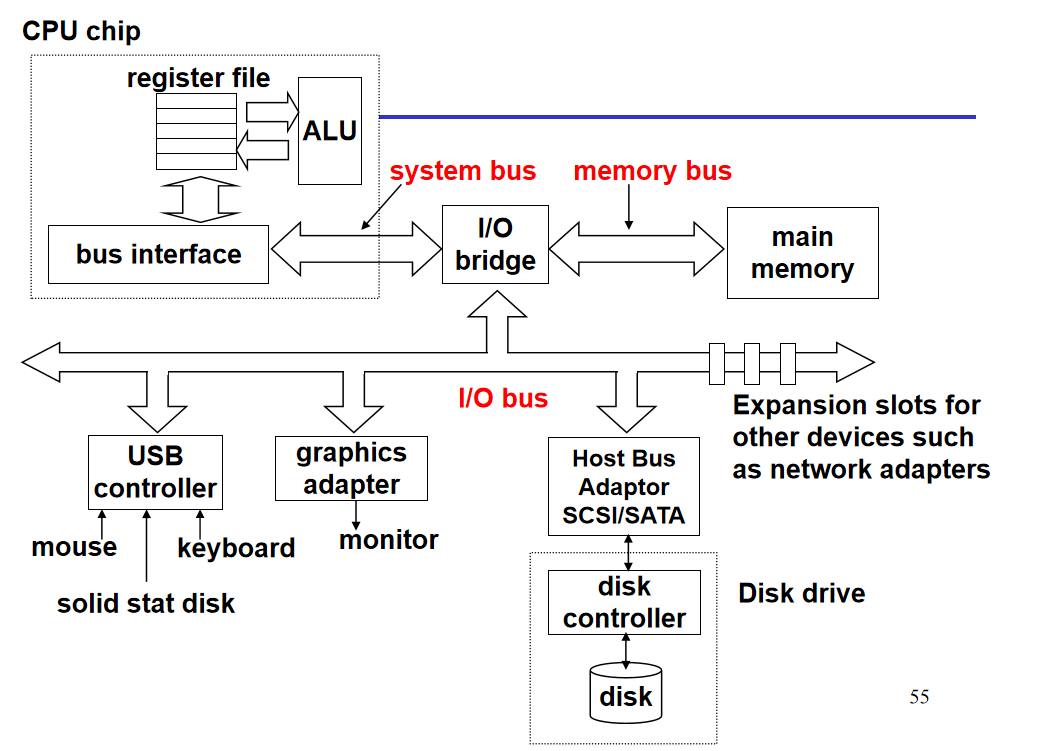 CPU chip
register file
ALU
system bus
memory bus
bus interface
I/O
bridge
main
memory
I/O bus
Expansion slots for
other devices such
as network adapters
USB
controller
graphics
adapter
Host Bus
Adaptor
SCSI/SATA
mouse
keyboard
monitor
solid stat disk
disk
controller
Disk drive
disk
55